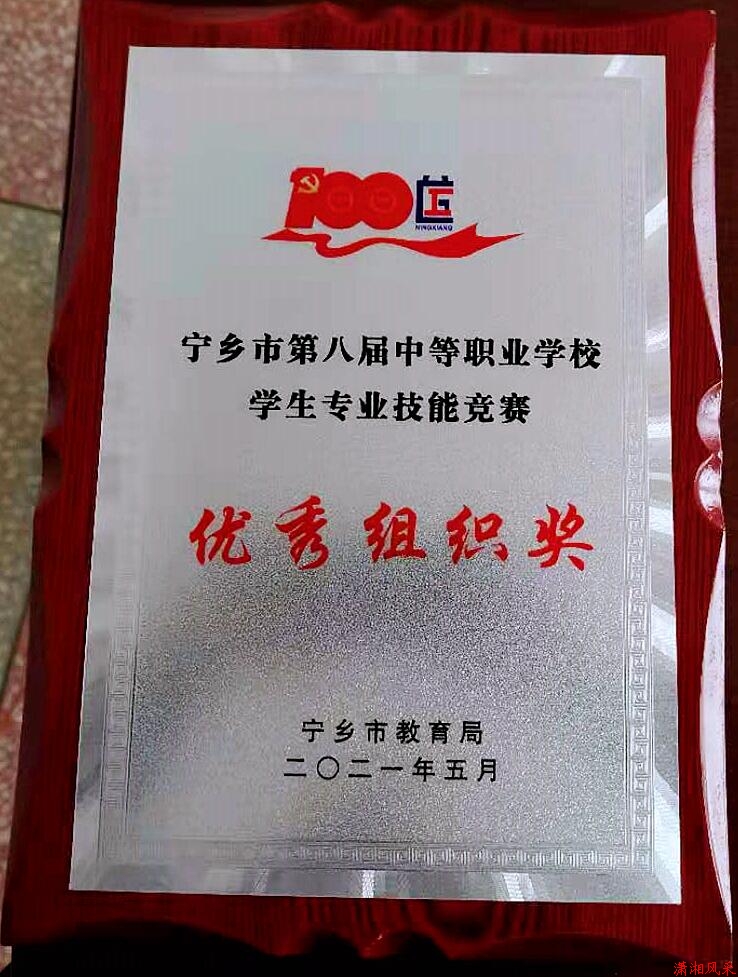 100
NINGXIANG
宁乡市第八届中等职业学校
学生专业技能竞赛
优秀组织奖
宁乡市教育局
二〇二一年五月
潇湘风采